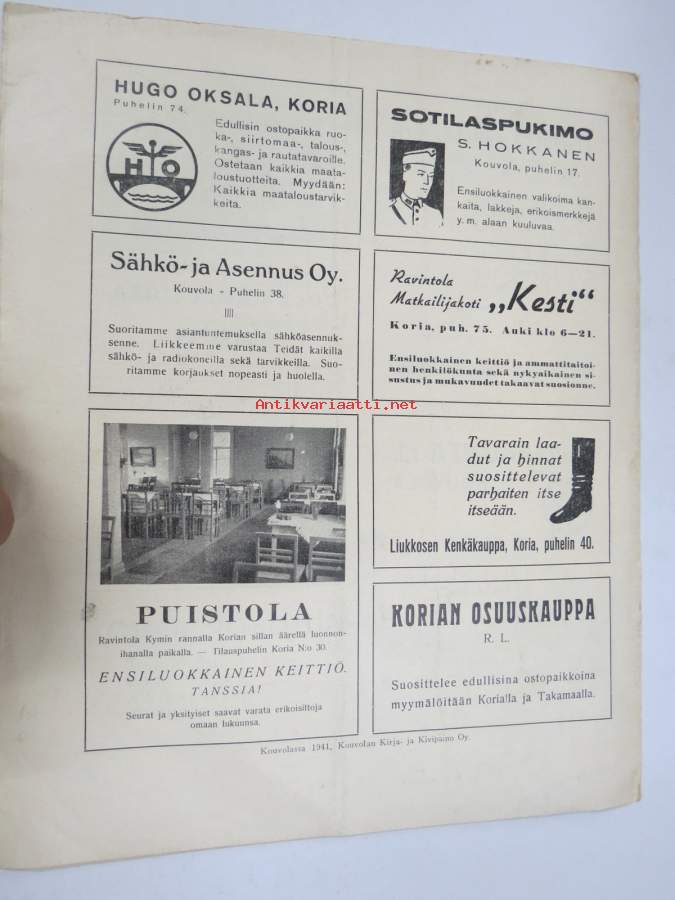 HUGO OKSALA, KORIA
Puhelin 74.
HO
Edullisin ostopaikka ruo-
ka-, siirtomaa-, talous-,
kangas- ja rautatavaroille.
Ostetaan kaikkia maata-
loustuotteita. Myydään:
Kaikkia maataloustarvik-
keita.
SOTILASPUKIMO
S. HOKKANEN
Kouvola, puhelin 17.
Ensiluokkainen valikoima kan-
kaita, lakkeja, erikoismerkkejä
y. m. alaan kuuluvaa.
Sähkö- ja Asennus Oy.
Kouvola - Puhelin 38.
Suoritamme asiantuntemuksella sähköasennuk-
senne. Liikkeemme varustaa Teidät kaikilla
sähkö- ja radiokoneilla sekä tarvikkeilla. Suo-
ritamme korjaukset nopeasti ja huolella.
Ravintola
Matkailijakoti „Kesti“
Koria, puh. 75. Auki klo 6—21.
Ensiluokkainen keittiö ja ammattitaitoi-
nen henkilökunta sekä nykyaikainen si-
sustus ja mukavuudet takaavat suosionne.
Antikvariaatti.net
PUISTOLA
Ravintola Kymin rannalla Korian sillan äärellä luonnon-
ihanalla paikalla. — Tilauspuhelin Koria N:o 30.
ENSILUOKKAINEN KEITTIÖ.
TANSSIA!
Seurat ja yksityiset saavat varata erikoisiltoja
omaan lukuunsa.
Tavarain laa-
dut ja hinnat
suosittelevat
parhaiten itse
itseään.
Liukkosen Kenkäkauppa, Koria, puhelin 40.
KORIAN OSUUSKAUPPA
R. L.
Suosittelee edullisina ostopaikkoina
myymälöitään Korialla ja Takamaalla.
Kouvolassa 1941, Kouvolan Kirja- ja Kivipaino Oy.